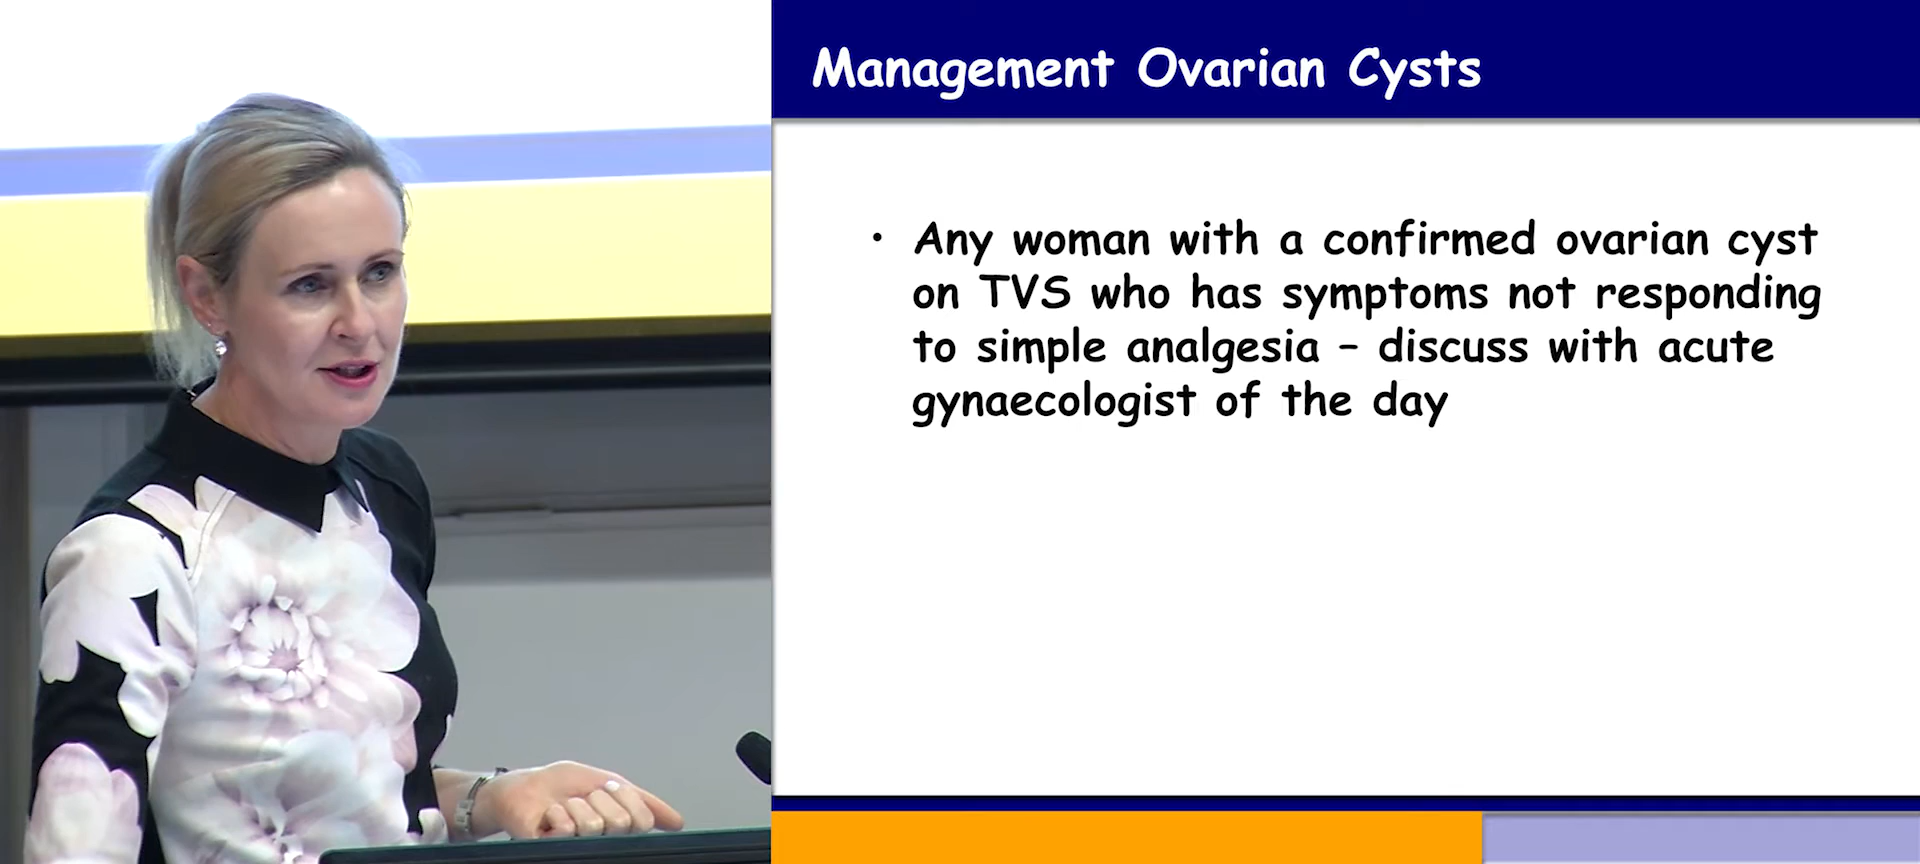 Management Ovarian Cysts
• Any woman with a confirmed ovarian cyst
on TVS who has symptoms not responding
to simple analgesia – discuss with acute
gynaecologist of the day